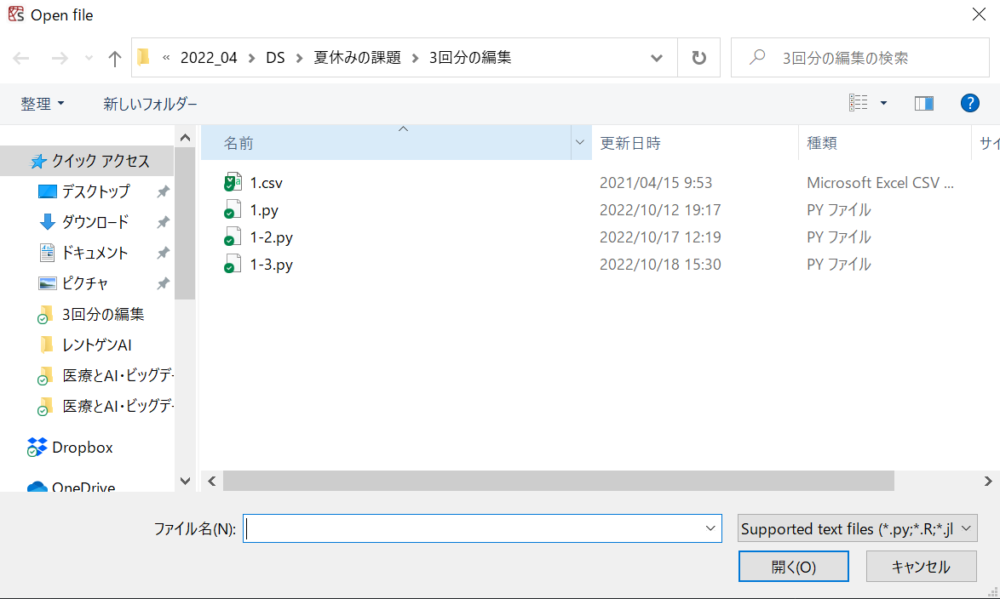 Open file
« 2022_04 > DS > 夏休みの課題 > 3回分の編集
3回分の編集の検索
整理
新しいフォルダー
名前 更新日時 種類 サイ
クイック アクセス
デスクトップ
ダウンロード
ドキュメント
ピクチャ
3回分の編集
レントゲンAI
医療とAI・ビッグデー
医療とAI・ビッグデー
Dropbox
OneDrive
1.csv 2021/04/15 9:53 Microsoft Excel CSV ...
1.py 2022/10/12 19:17 PY ファイル
1-2.py 2022/10/17 12:19 PY ファイル
1-3.py 2022/10/18 15:30 PY ファイル
ファイル名(N):
Supported text files (*.py;*.R;*.jl
開く(O)
キャンセル